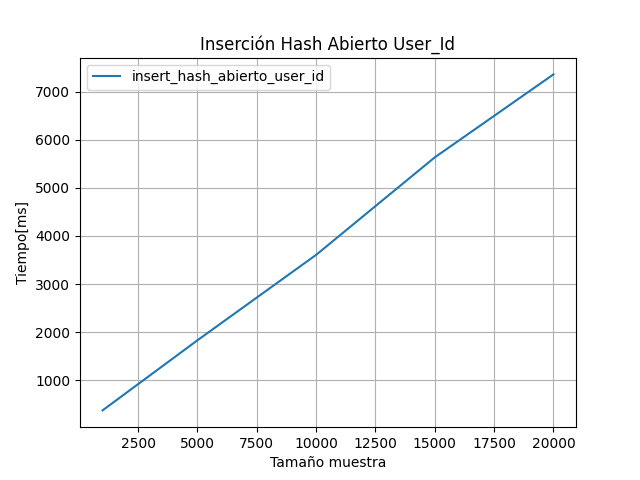 Inserción Hash Abierto User_Id
insert_hash_abierto_user_id
Tiempo[ms]
7000
6000
5000
4000
3000
2000
1000
2500 5000 7500 10000 12500 15000 17500 20000
Tamaño muestra